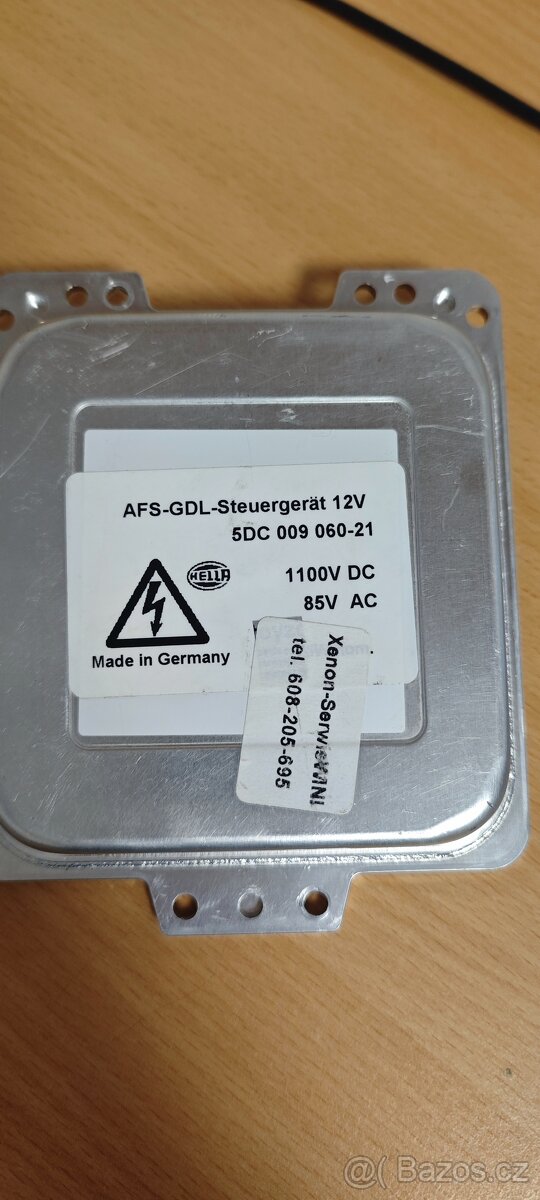 AFS-GDL-Steuergerät 12V
5DC 009 060-21
HELLA
1100V DC
85V AC
Made in Germany
Xenon-Serwis
tel. 608-205-695
@( Bazos.cz